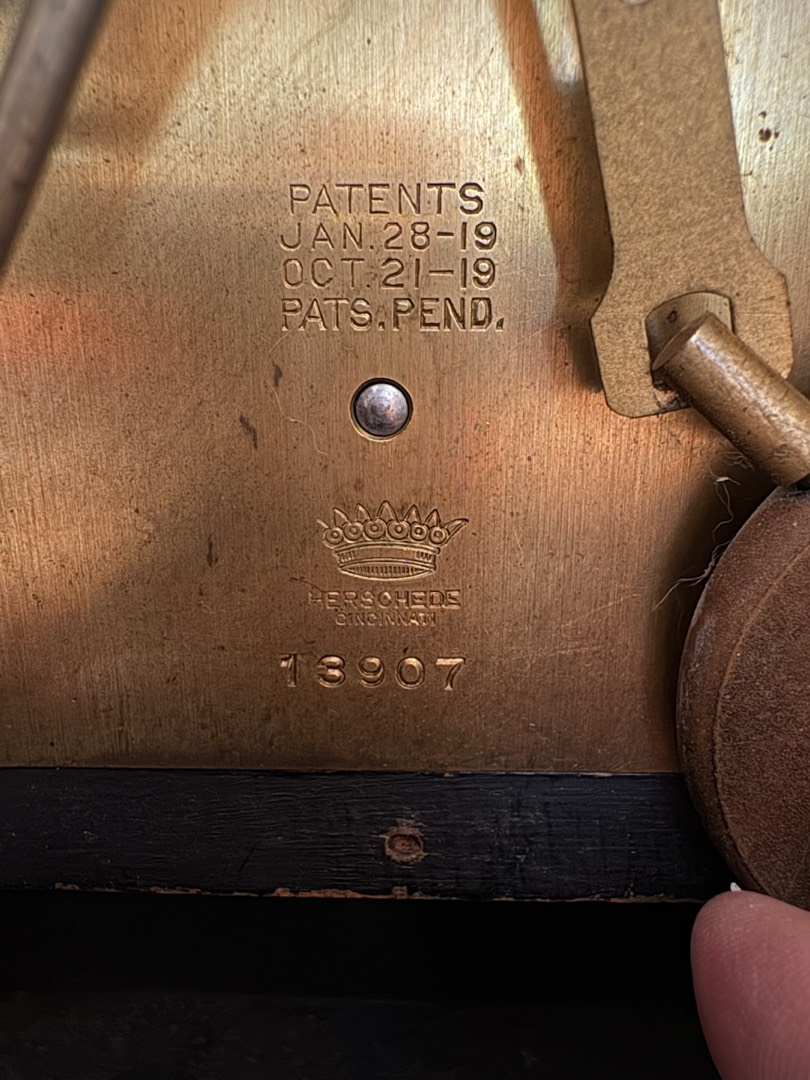 PATENTS
JAN.28-19
OCT.21-19
PATS.PEND.
HERSCHEDE
CINCINNATI
13907